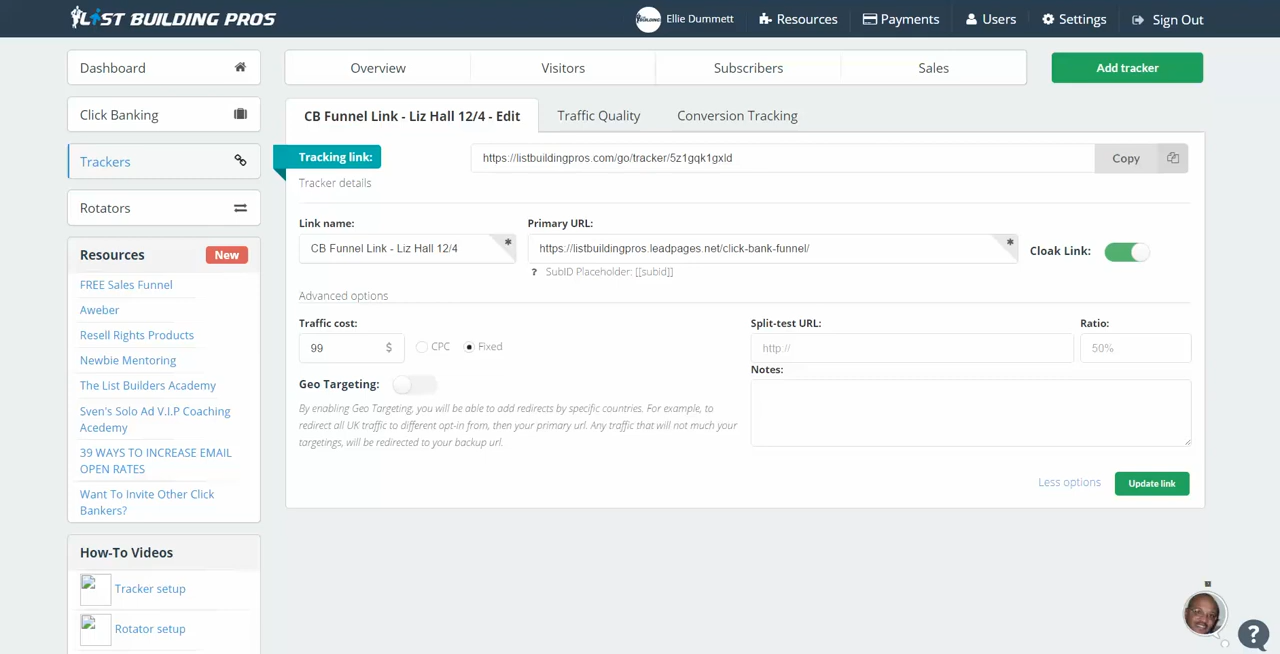 LIST BUILDING PROS
Ellie Dummett
Resources
Payments
Users
Settings
Sign Out
Dashboard
Overview
Visitors
Subscribers
Sales
Add tracker
Click Banking
Trackers
Rotators
CB Funnel Link - Liz Hall 12/4 - Edit
Traffic Quality
Conversion Tracking
Tracking link:
https://listbuildingpros.com/go/tracker/5z1gqk1gxld
Copy
Tracker details
Link name:
Primary URL:
CB Funnel Link - Liz Hall 12/4
*
https://listbuildingpros.leadpages.net/click-bank-funnel/
*
Cloak Link:
? SubID Placeholder: [[subid]]
Advanced options
Traffic cost:
Split-test URL:
Ratio:
99
$
CPC
Fixed
http://
50%
Geo Targeting:
Notes:
By enabling Geo Targeting, you will be able to add redirects by specific countries. For example, to
redirect all UK traffic to different opt-in from, then your primary url. Any traffic that will not much your
targetings, will be redirected to your backup url.
Less options
Update link
Resources
New
FREE Sales Funnel
Aweber
Resell Rights Products
Newbie Mentoring
The List Builders Academy
Sven's Solo Ad V.I.P Coaching
Acedemy
39 WAYS TO INCREASE EMAIL
OPEN RATES
Want To Invite Other Click
Bankers?
How-To Videos
Tracker setup
Rotator setup
?